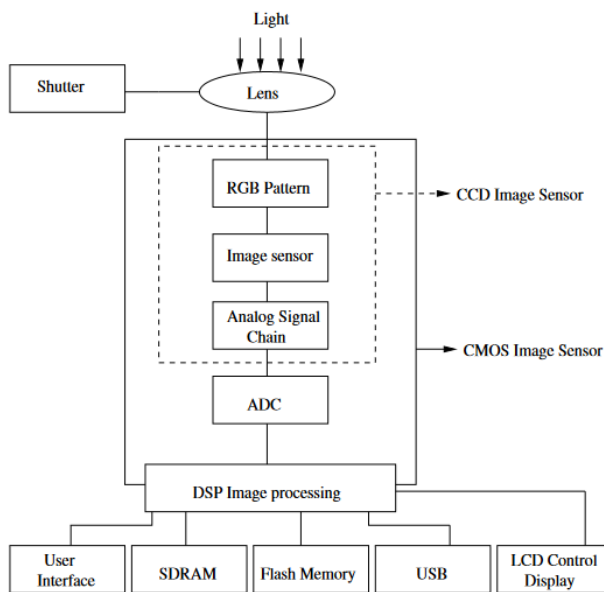 Light
Shutter
Lens
RGB Pattern
CCD Image Sensor
Image sensor
Analog Signal
Chain
CMOS Image Sensor
ADC
DSP Image processing
User
Interface
SDRAM
Flash Memory
USB
LCD Control
Display